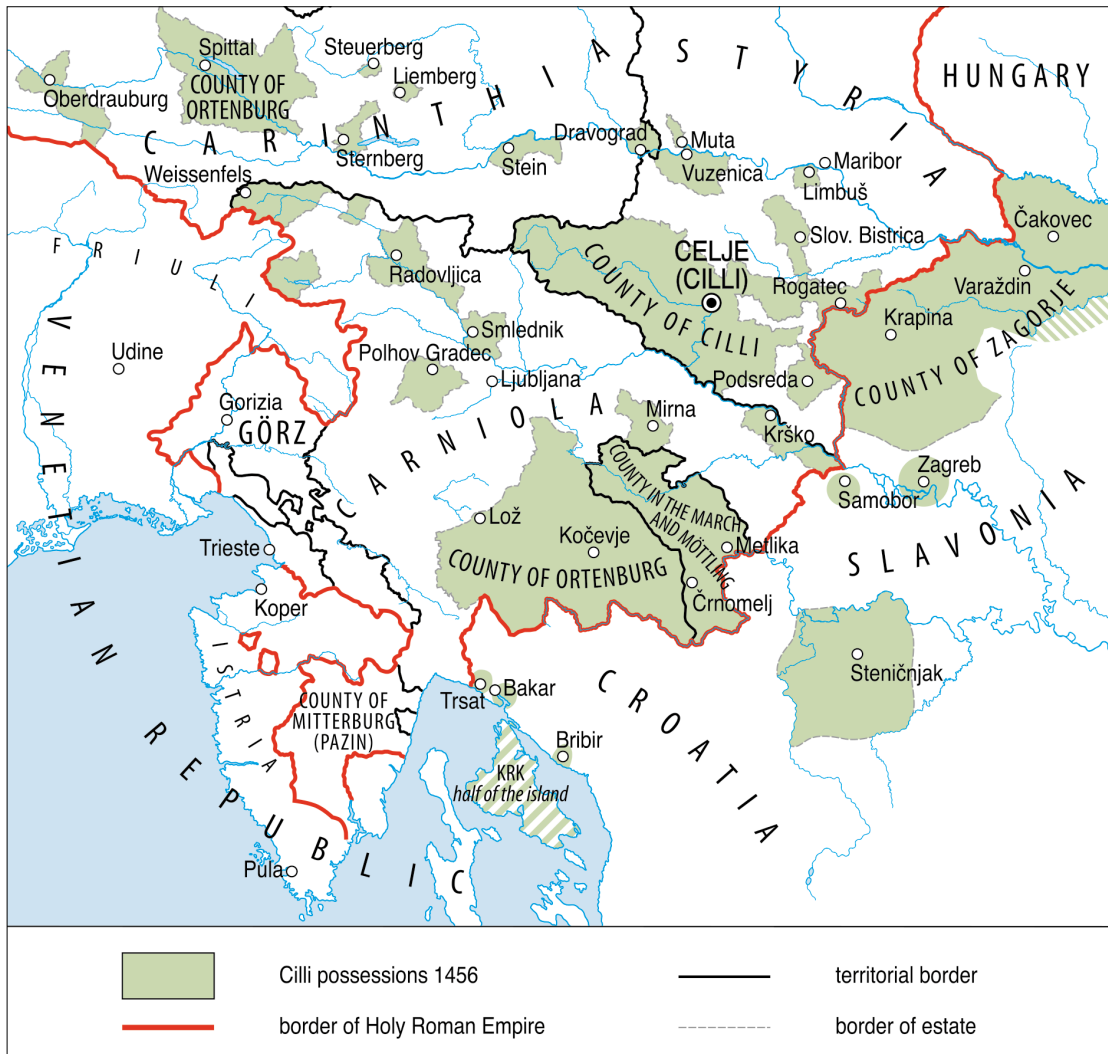 Spittal
Steuerberg
Liemberg
Oberdrauburg
COUNTY OF
ORTENBURG
CARINTHIA
STYRIA
HUNGARY
Sternberg
Stein
Dravograd
Muta
Vuzenica
Maribor
Limbuš
Weissenfels
Čakovec
FRIULI
Radovljica
CELJE
(CILLI)
Slov. Bistrica
COUNTY OF CILLI
Rogatec
Varaždin
Smlednik
Krapina
COUNTY OF ZAGORJE
Udine
Polhov Gradec
Ljubljana
Podsreda
Gorizia
GÖRZ
CARNIOLA
Mirna
Krško
Zagreb
Samobor
COUNTY IN THE MARCH
AND MÖTTLING
Lož
Kočevje
Metlika
SLAVONIA
Trieste
COUNTY OF ORTENBURG
Črnomelj
Koper
ISTRIA
Steničnjak
COUNTY OF
MITTERBURG
(PAZIN)
Trsat
Bakar
CROATIA
Bribir
KRK
half of the island
VENETIAN REPUBLIC
Pula
Cilli possessions 1456
territorial border
border of Holy Roman Empire
border of estate